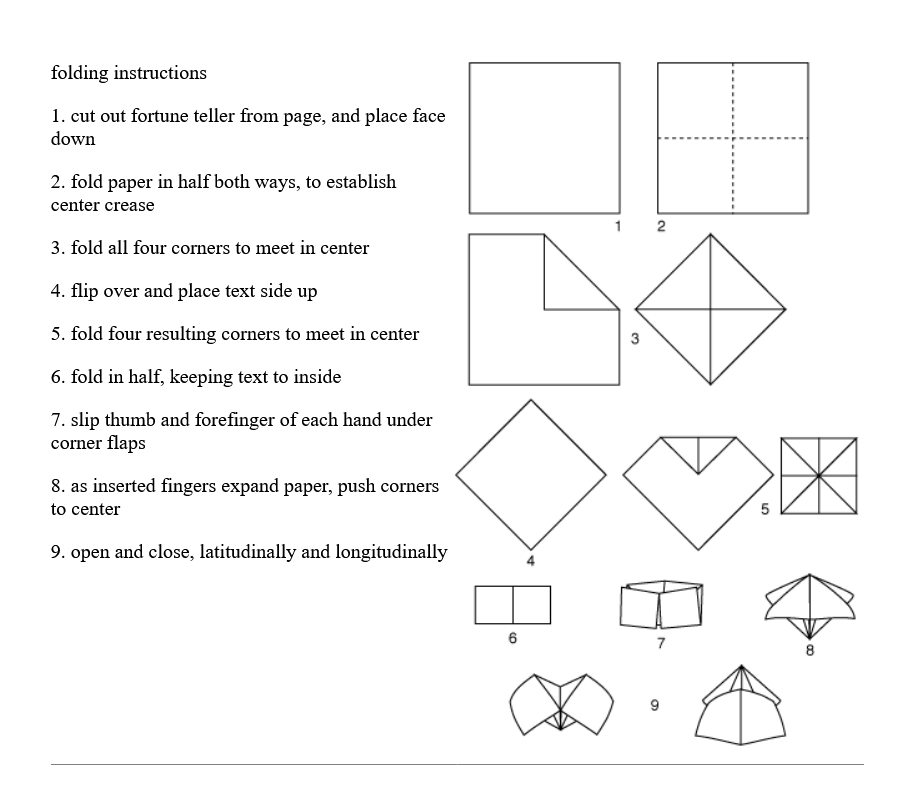 folding instructions
1. cut out fortune teller from page, and place face
down
2. fold paper in half both ways, to establish
center crease
3. fold all four corners to meet in center
4. flip over and place text side up
5. fold four resulting corners to meet in center
6. fold in half, keeping text to inside
7. slip thumb and forefinger of each hand under
corner flaps
8. as inserted fingers expand paper, push corners
to center
9. open and close, latitudinally and longitudinally
1
2
3
4
5
6
7
8
9